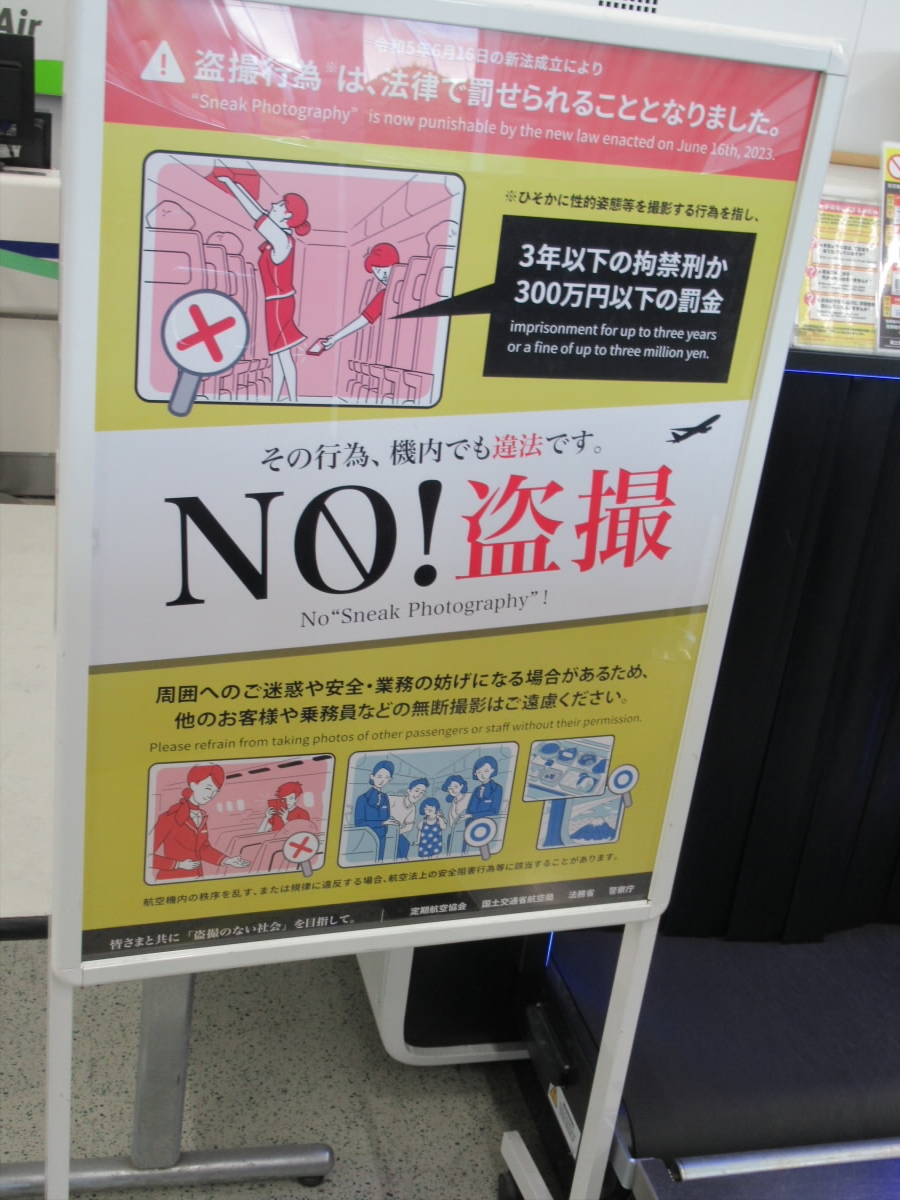 Air
令和5年6月16日の新法成立により
盗撮行為※は、法律で罰せられることとなりました。
“Sneak Photography” is now punishable by the new law enacted on June 16th, 2023.
※ひそかに性的姿態等を撮影する行為を指し、
3年以下の拘禁刑か
300万円以下の罰金
imprisonment for up to three years
or a fine of up to three million yen.
その行為、機内でも違法です。
NO!盗撮
No“Sneak Photography”!
周囲へのご迷惑や安全・業務の妨げになる場合があるため、
他のお客様や乗務員などの無断撮影はご遠慮ください。
Please refrain from taking photos of other passengers or staff without their permission.
航空機内の秩序を乱す、または規律に違反する場合、航空法上の安全阻害行為等に該当することがあります。
皆さまと共に「盗撮のない社会」を目指して。
定期航空協会 国土交通省航空局 法務省 警察庁